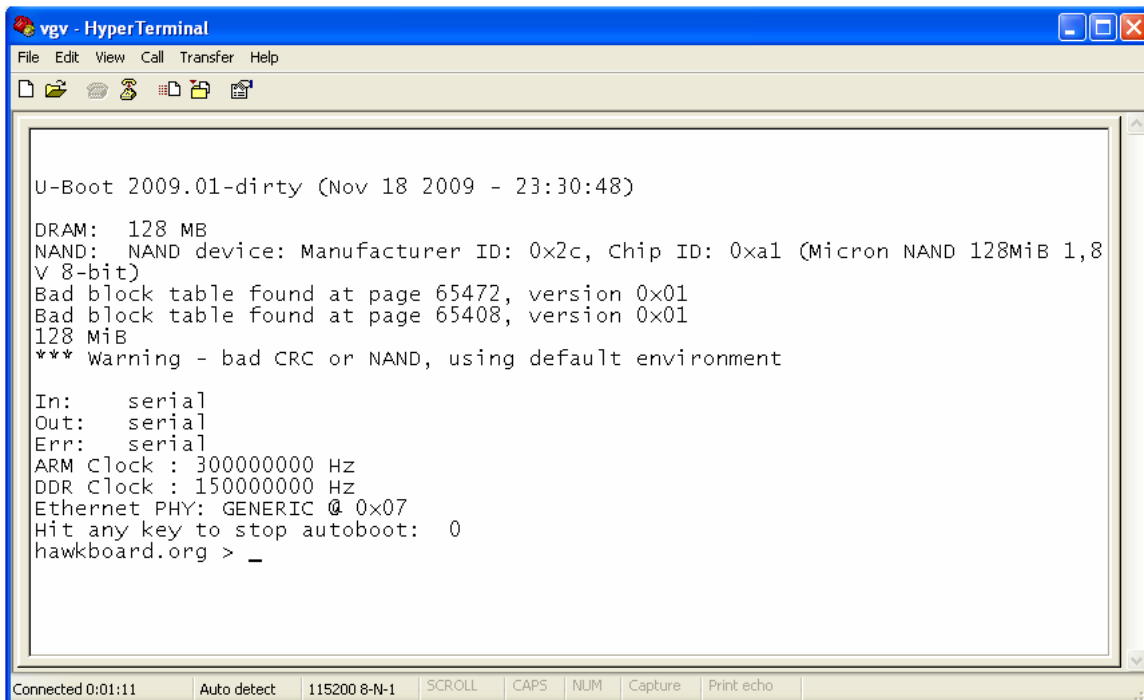 vgv - HyperTerminal
File Edit View Call Transfer Help
U-Boot 2009.01-dirty (Nov 18 2009 - 23:30:48)
DRAM:  128 MB
NAND:  NAND device: Manufacturer ID: 0x2c, Chip ID: 0xa1 (Micron NAND 128MiB 1,8
V 8-bit)
Bad block table found at page 65472, version 0x01
Bad block table found at page 65408, version 0x01
128 MiB
*** Warning - bad CRC or NAND, using default environment
In:    serial
Out:   serial
Err:   serial
ARM Clock : 300000000 Hz
DDR Clock : 150000000 Hz
Ethernet PHY: GENERIC @ 0x07
Hit any key to stop autoboot:  0
hawkboard.org > _
Connected 0:01:11 Auto detect 115200 8-N-1 SCROLL CAPS NUM Capture Print echo